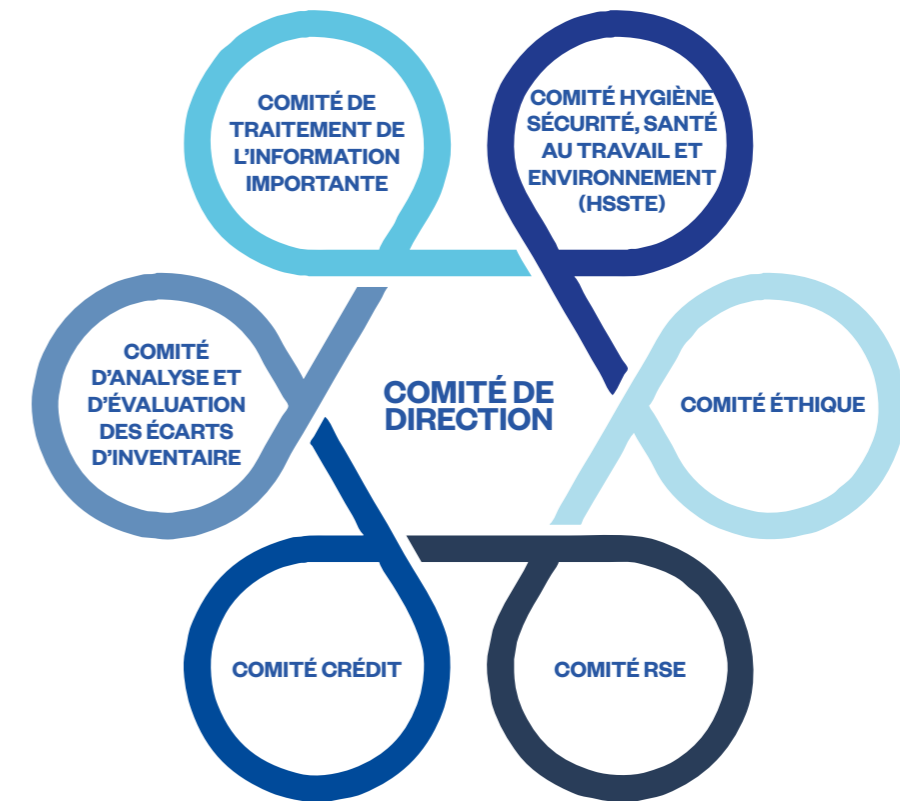 COMITÉ DE
TRAITEMENT DE
L'INFORMATION
IMPORTANTE
COMITÉ HYGIÈNE
SÉCURITÉ, SANTÉ
AU TRAVAIL ET
ENVIRONNEMENT
(HSSTE)
COMITÉ
D'ANALYSE ET
D'ÉVALUATION
DES ÉCARTS
D'INVENTAIRE
COMITÉ DE
DIRECTION
COMITÉ ÉTHIQUE
COMITÉ CRÉDIT
COMITÉ RSE